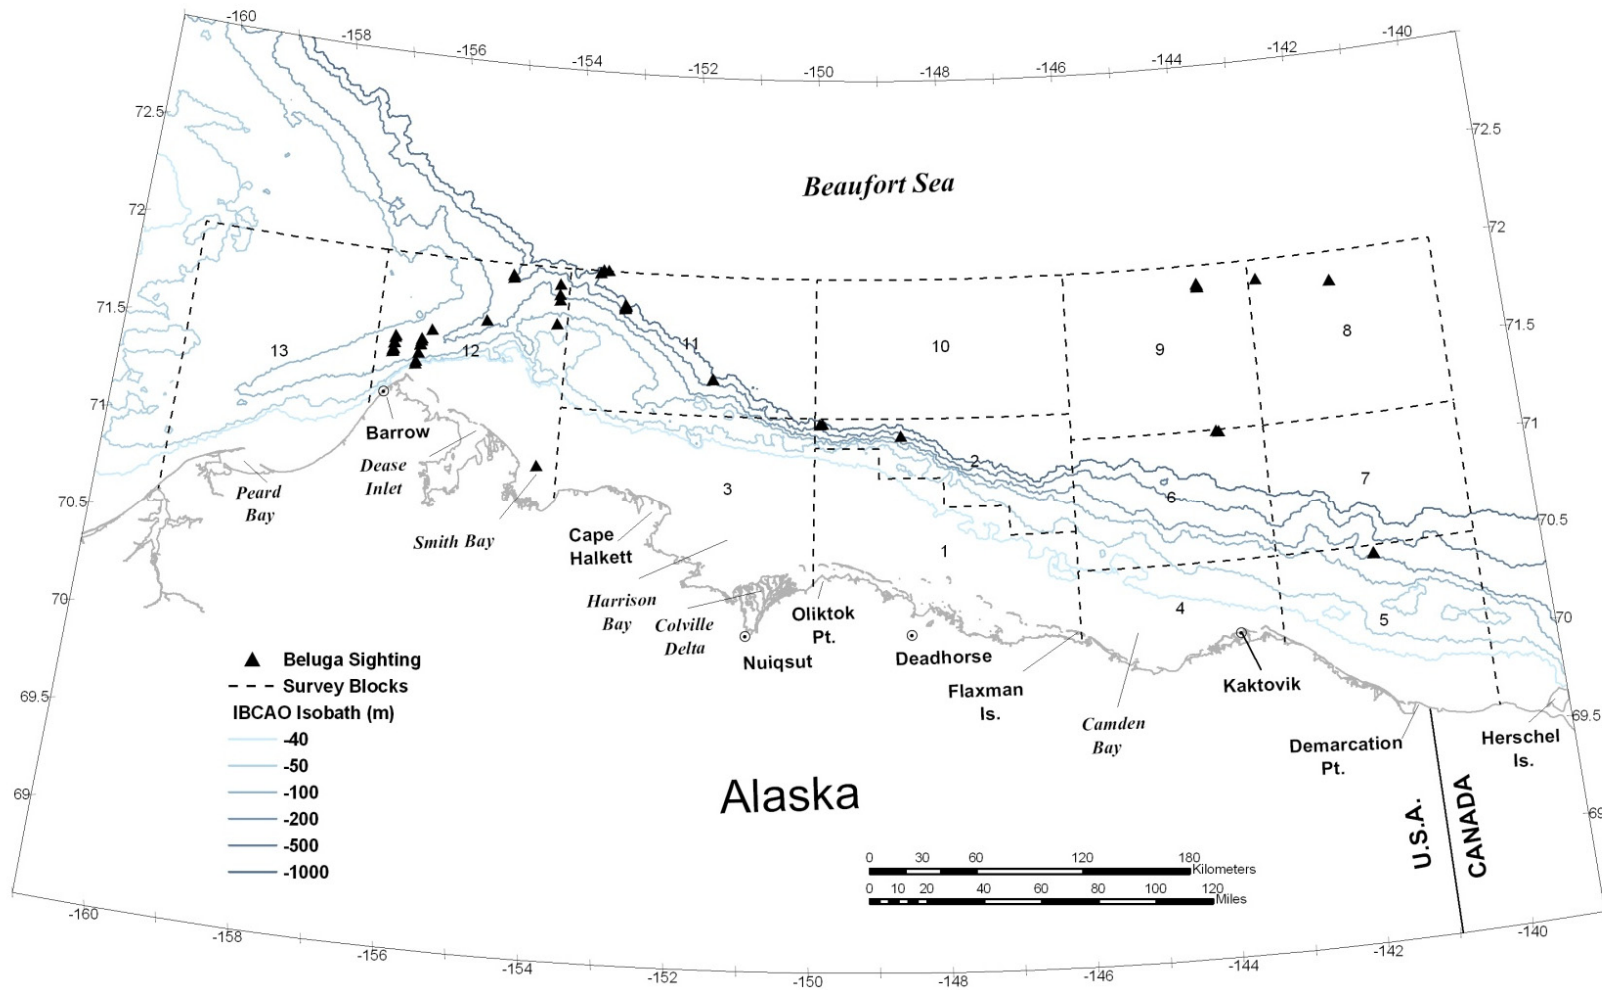 -160
-158
-156
-154
-152
-150
-148
-146
-144
-142
-140
72.5
72.5
Beaufort Sea
72
72
71.5
71.5
13
12
11
10
9
8
71
71
Barrow
Dease
Inlet
Peard
Bay
Smith Bay
3
2
6
7
70.5
70.5
Cape
Halkett
1
Harrison
Bay
Colville
Delta
Oliktok
Pt.
4
5
70
70
Nuiqsut
Deadhorse
Flaxman
Is.
Kaktovik
Camden
Bay
Demarcation
Pt.
Herschel
Is.
69.5
69.5
Beluga Sighting
Survey Blocks
IBCAO Isobath (m)
-40
-50
-100
-200
-500
-1000
Alaska
U.S.A.
CANADA
69
69
0 30 60 120 180
Kilometers
0 10 20 40 60 80 100 120
Miles
-160
-158
-156
-154
-152
-150
-148
-146
-144
-142
-140